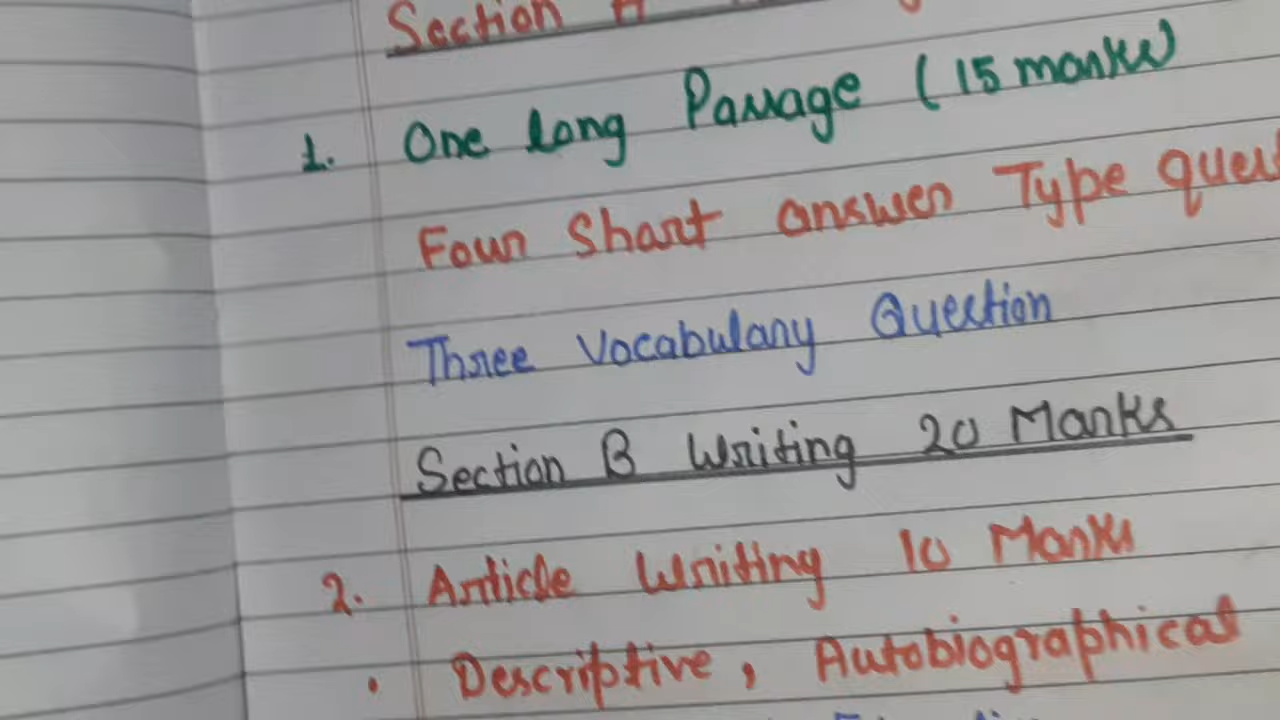 Section A
1. One long Passage (15 marks
Four Short answer Type
Three Vocabulary Question
Section B Writing 20 Marks
2. Article Writting 10 Marks
• Descriptive, Autobiographical